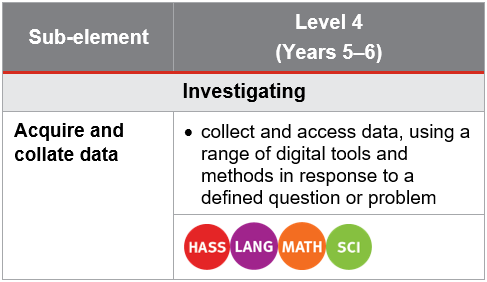 Sub-element
Level 4
(Years 5–6)
Investigating
Acquire and
collate data
• collect and access data, using a
range of digital tools and
methods in response to a
defined question or problem
HASS LANG MATH SCI